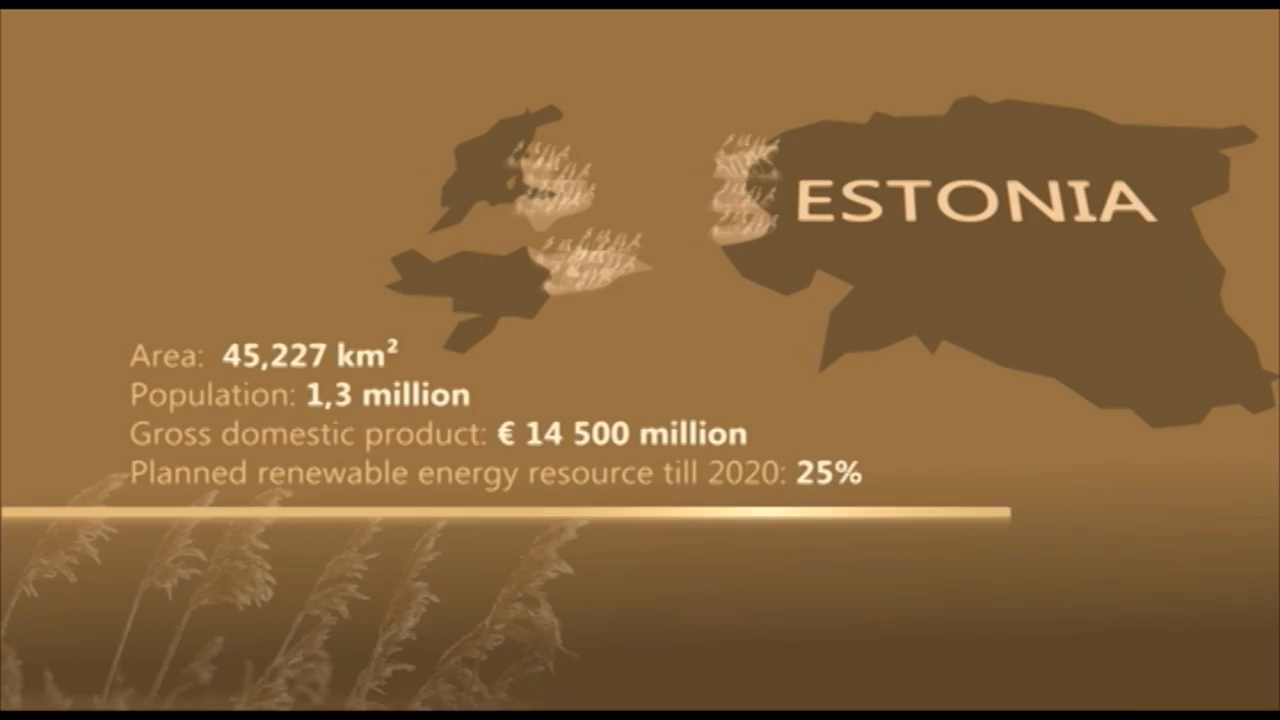 ESTONIA
Area: 45,227 km²
Population: 1,3 million
Gross domestic product: € 14 500 million
Planned renewable energy resource till 2020: 25%